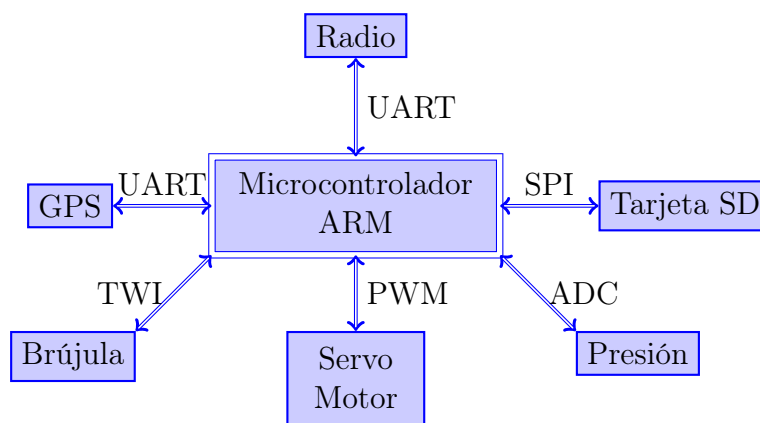 Radio
UART
UART
Microcontrolador
ARM
SPI
GPS
Tarjeta SD
TWI
PWM
ADC
Brújula
Servo
Motor
Presión